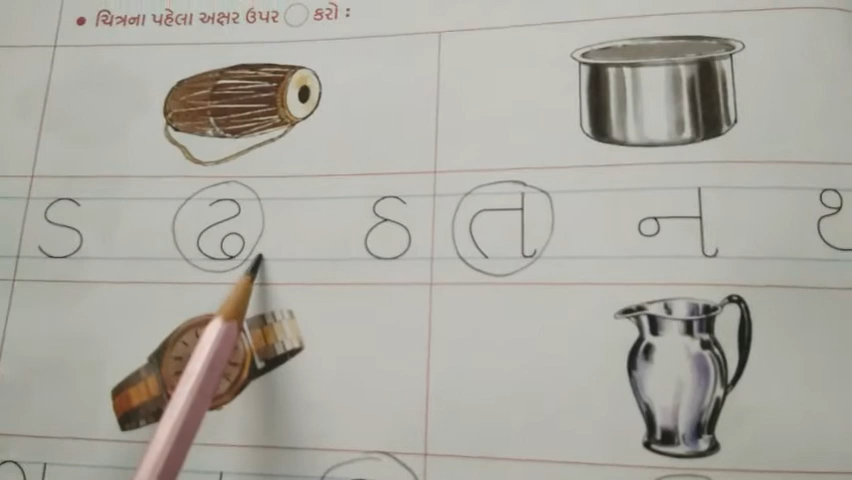 • ચિત્રના પહેલા અક્ષર ઉપર ◯ કરો :
ડ ઢ ઠ ત ન થ